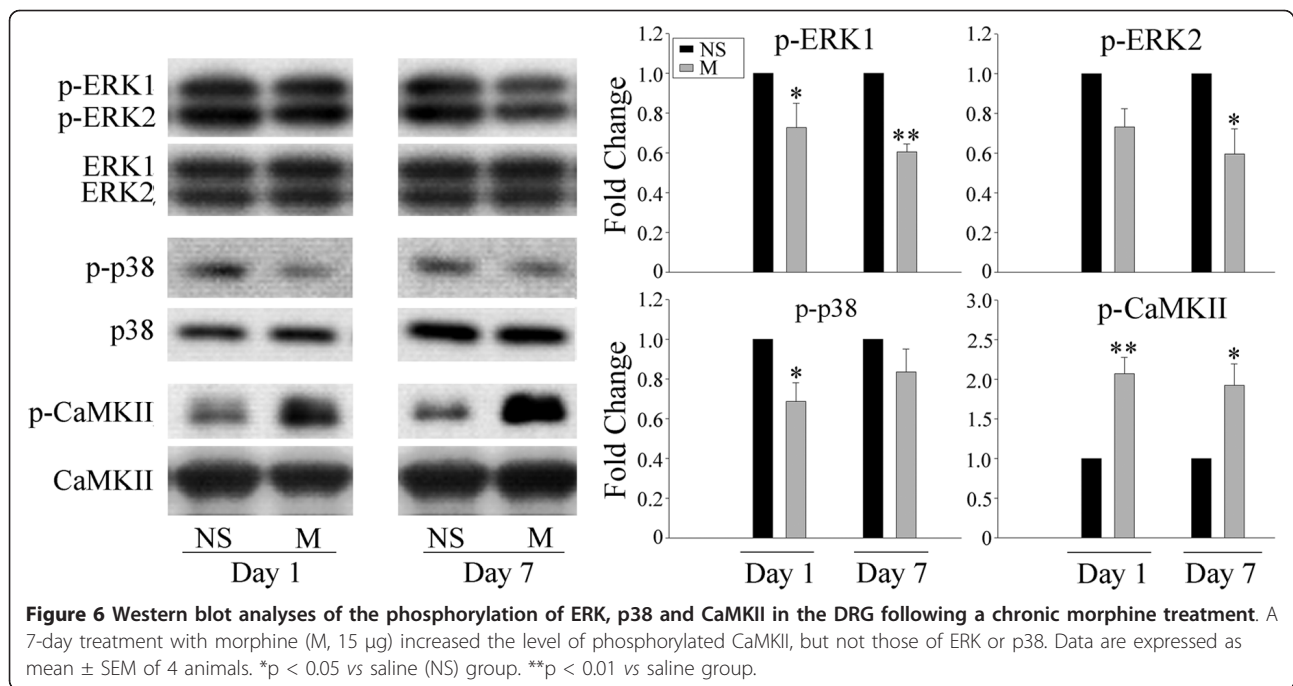 p-ERK1
p-ERK2
ERK1
ERK2
p-p38
p38
p-CaMKII
CaMKII
NS M NS M
Day 1 Day 7
p-ERK1
NS
M
Fold Change
1.2
1.0
0.8
0.6
0.4
0.2
0
*
**
p-ERK2
1.2
1.0
0.8
0.6
0.4
0.2
0
*
p-p38
Fold Change
1.2
1.0
0.8
0.6
0.4
0.2
0
*
Day 1 Day 7
p-CaMKII
3.0
2.5
2.0
1.5
1.0
0.5
0
**
*
Day 1 Day 7
Figure 6 Western blot analyses of the phosphorylation of ERK, p38 and CaMKII in the DRG following a chronic morphine treatment. A
7-day treatment with morphine (M, 15 μg) increased the level of phosphorylated CaMKII, but not those of ERK or p38. Data are expressed as
mean ± SEM of 4 animals. *p < 0.05 vs saline (NS) group. **p < 0.01 vs saline group.